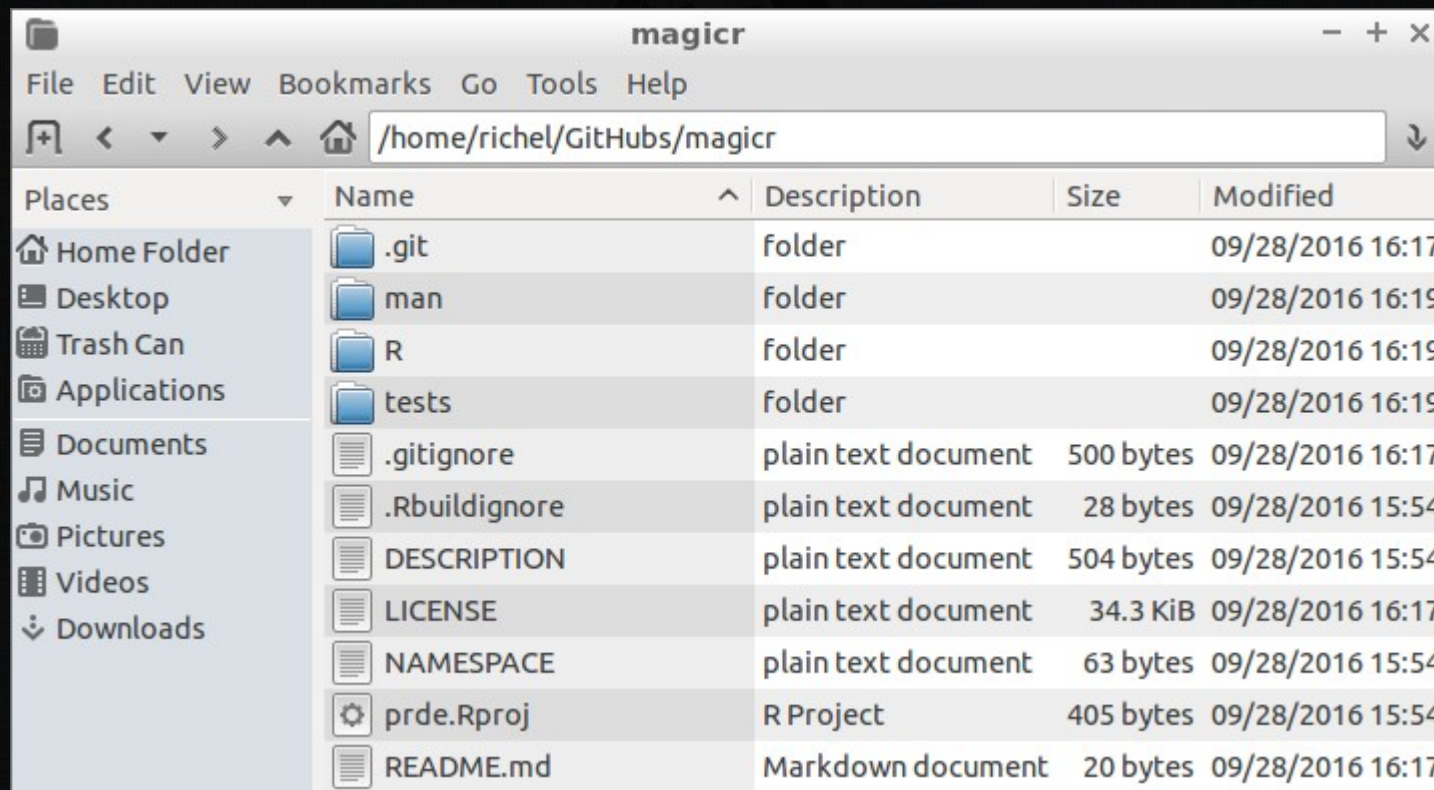 magicr
File Edit View Bookmarks Go Tools Help
/home/richel/GitHubs/magicr
Places Name Description Size Modified
Home Folder .git folder 09/28/2016 16:17
Desktop man folder 09/28/2016 16:19
Trash Can R folder 09/28/2016 16:19
Applications tests folder 09/28/2016 16:19
Documents .gitignore plain text document 500 bytes 09/28/2016 16:17
Music .Rbuildignore plain text document 28 bytes 09/28/2016 15:54
Pictures DESCRIPTION plain text document 504 bytes 09/28/2016 15:54
Videos LICENSE plain text document 34.3 KiB 09/28/2016 16:17
Downloads NAMESPACE plain text document 63 bytes 09/28/2016 15:54
prde.Rproj R Project 405 bytes 09/28/2016 15:54
README.md Markdown document 20 bytes 09/28/2016 16:17